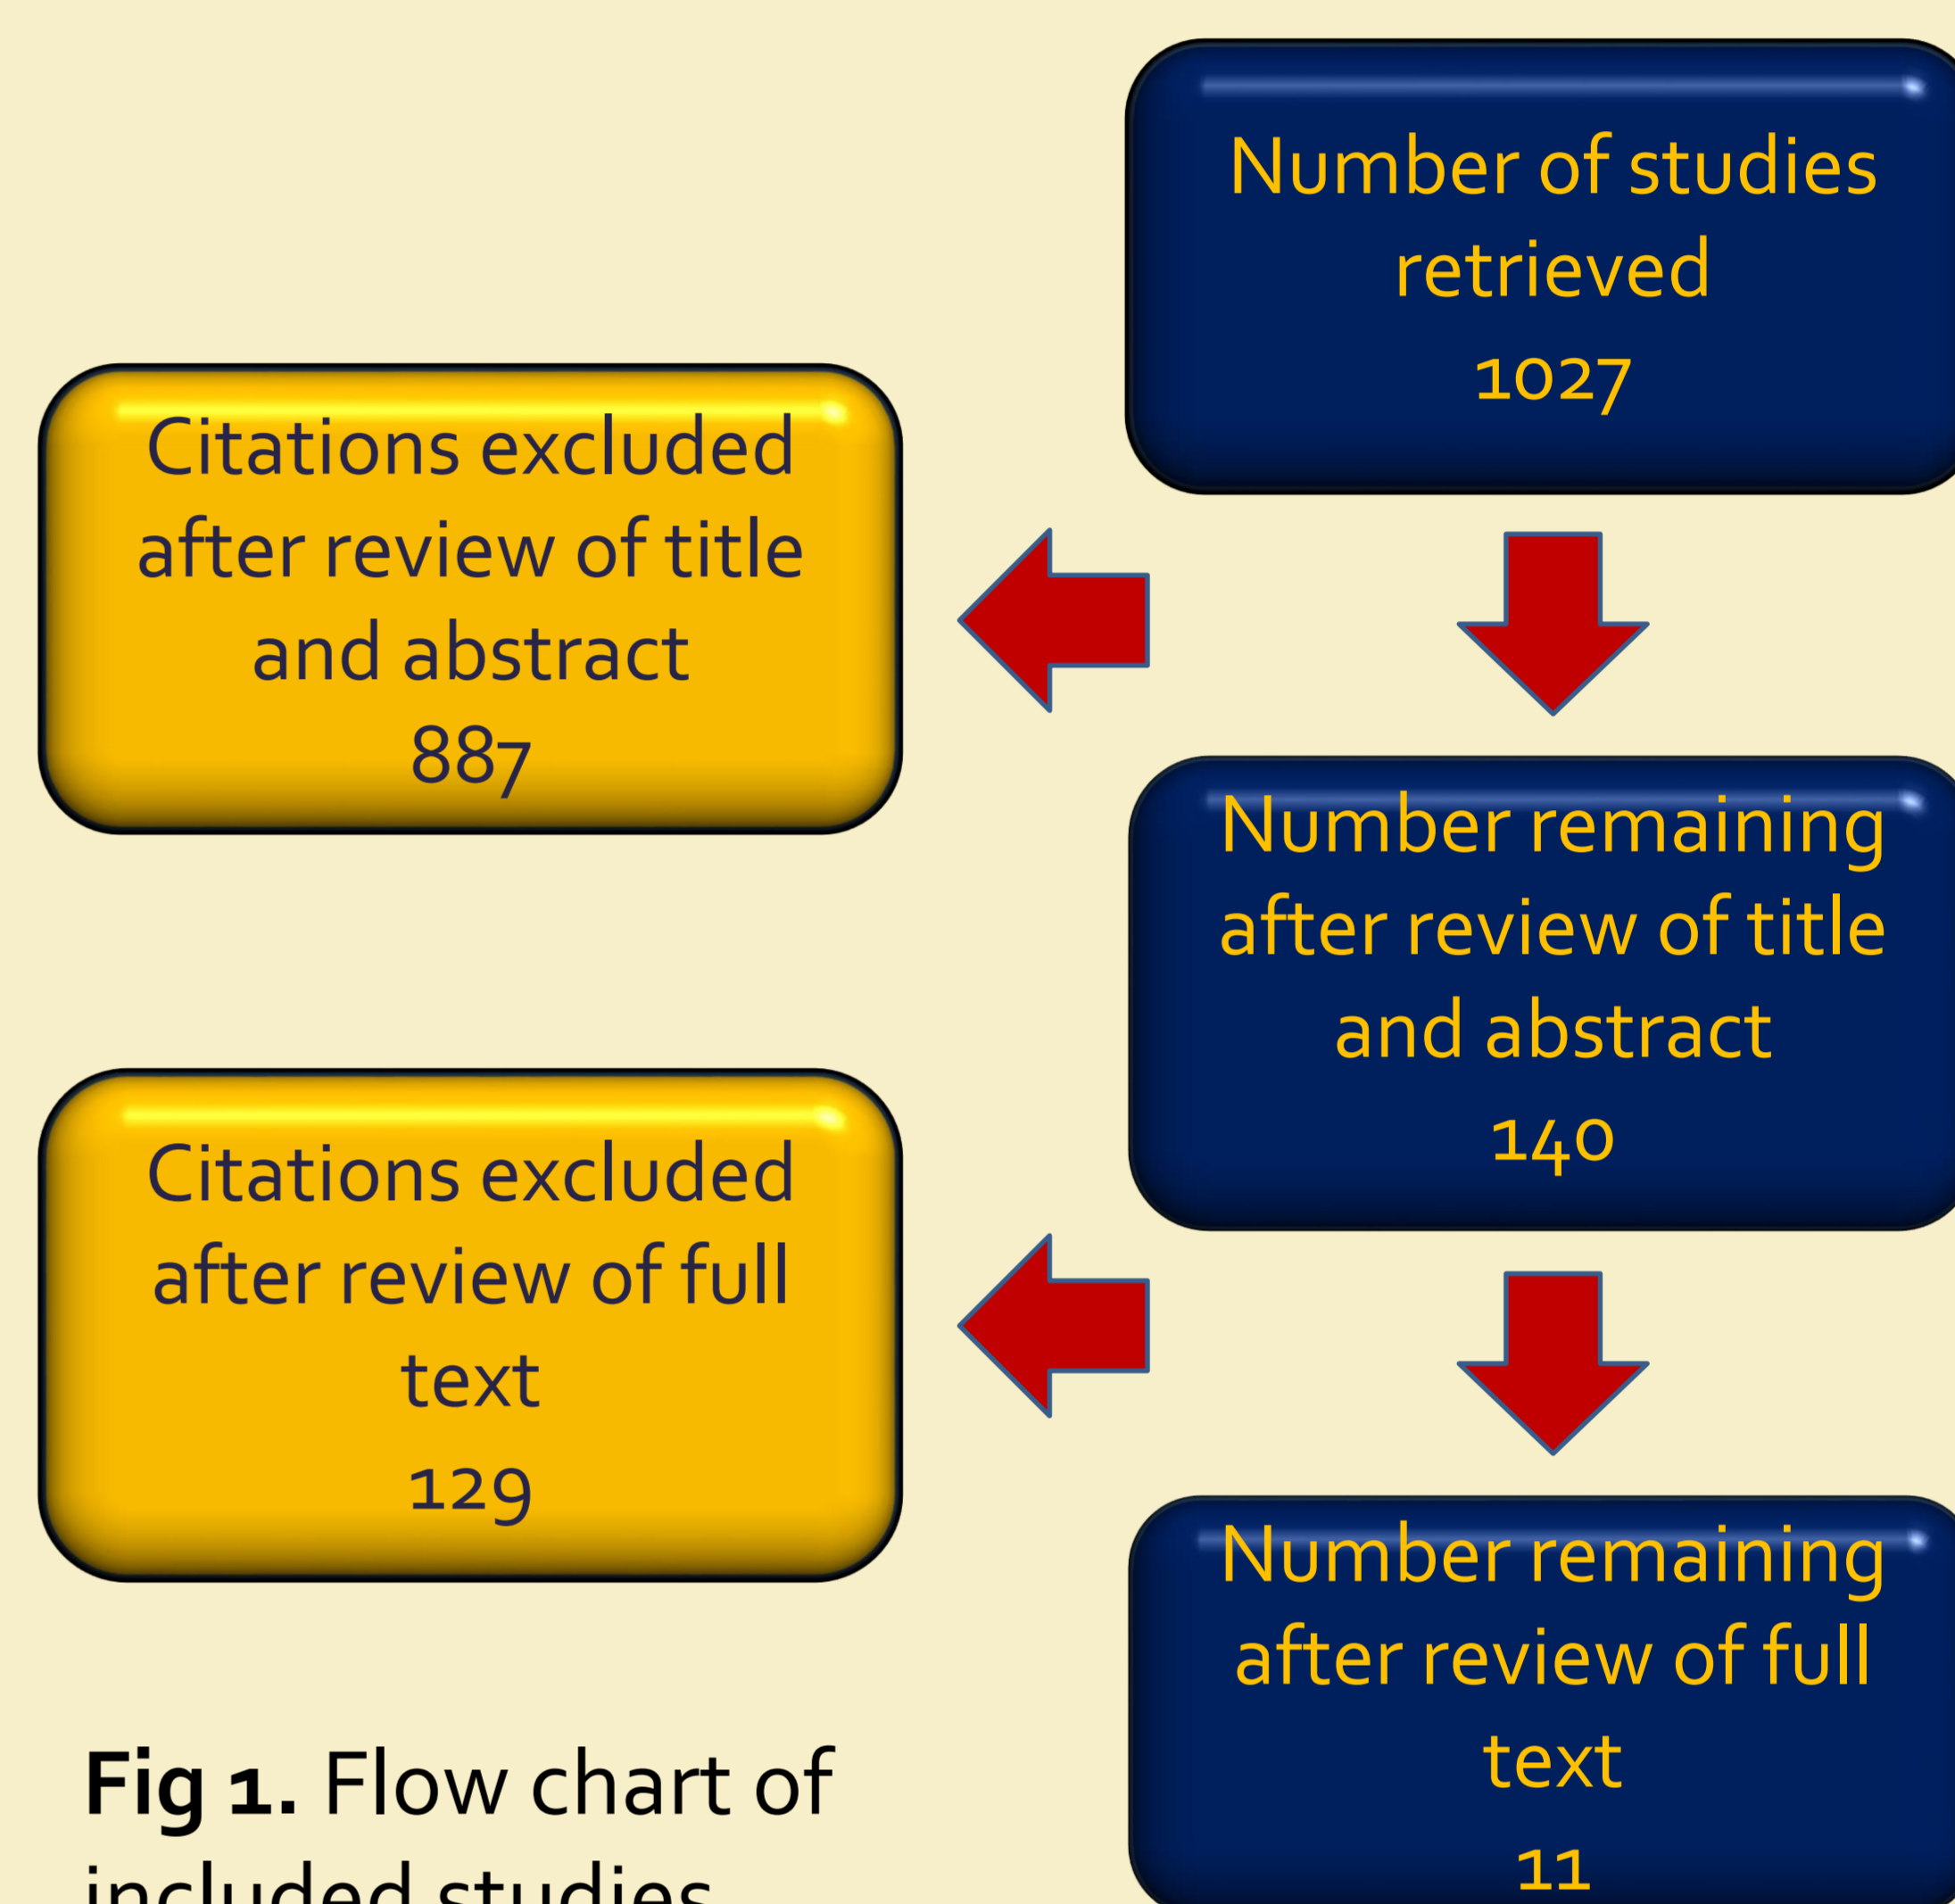 Number of studies
retrieved
1027
Citations excluded
after review of title
and abstract
887
Number remaining
after review of title
and abstract
140
Citations excluded
after review of full
text
129
Number remaining
after review of full
text
11
Fig 1. Flow chart of
included studies